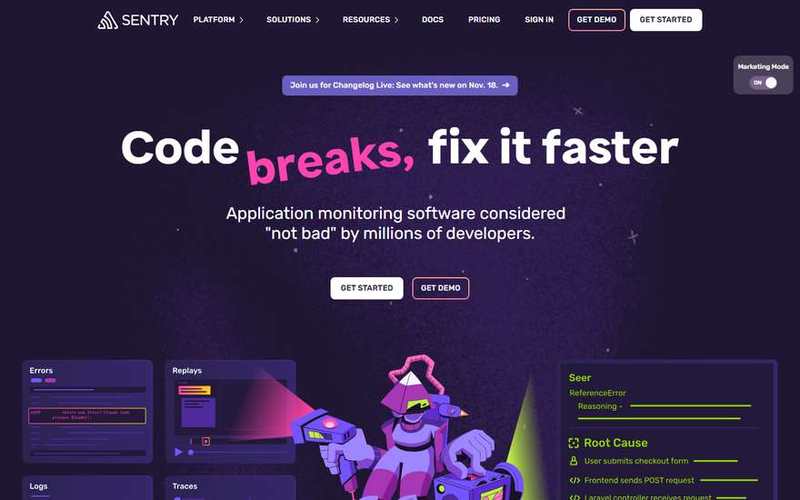 SENTRY
PLATFORM
SOLUTIONS
RESOURCES
DOCS
PRICING
SIGN IN
GET DEMO
GET STARTED
Marketing Mode
ON
Join us for Changelog Live: See what's new on Nov. 18. →
Code breaks, fix it faster
Application monitoring software considered
"not bad" by millions of developers.
GET STARTED
GET DEMO
Errors
Replays
Logs
Traces
Seer
ReferenceError
Reasoning -
Root Cause
User submits checkout form
Frontend sends POST request
Laravel controller receives request